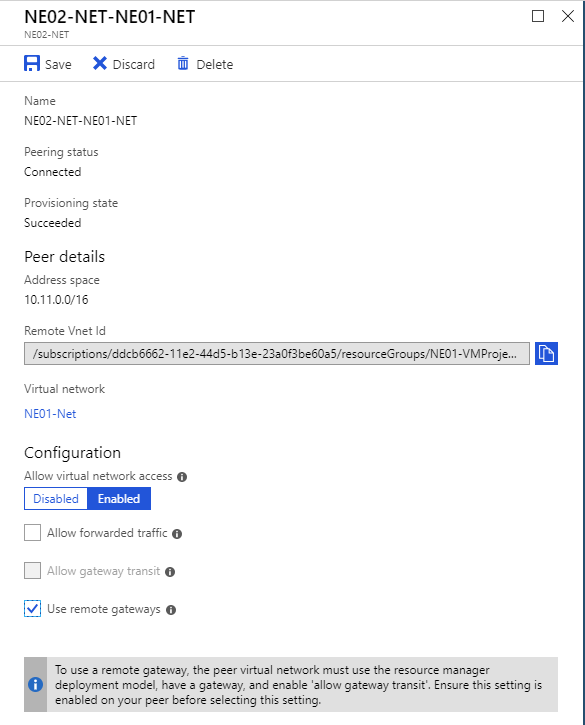 NE02-NET-NE01-NET
NE02-NET
Save Discard Delete
Name
NE02-NET-NE01-NET
Peering status
Connected
Provisioning state
Succeeded
Peer details
Address space
10.11.0.0/16
Remote Vnet Id
/subscriptions/ddcb6662-11e2-44d5-b13e-23a0f3be60a5/resourceGroups/NE01-VMProje...
Virtual network
NE01-Net
Configuration
Allow virtual network access
Disabled Enabled
Allow forwarded traffic
Allow gateway transit
Use remote gateways
To use a remote gateway, the peer virtual network must use the resource manager
deployment model, have a gateway, and enable 'allow gateway transit'. Ensure this setting is
enabled on your peer before selecting this setting.